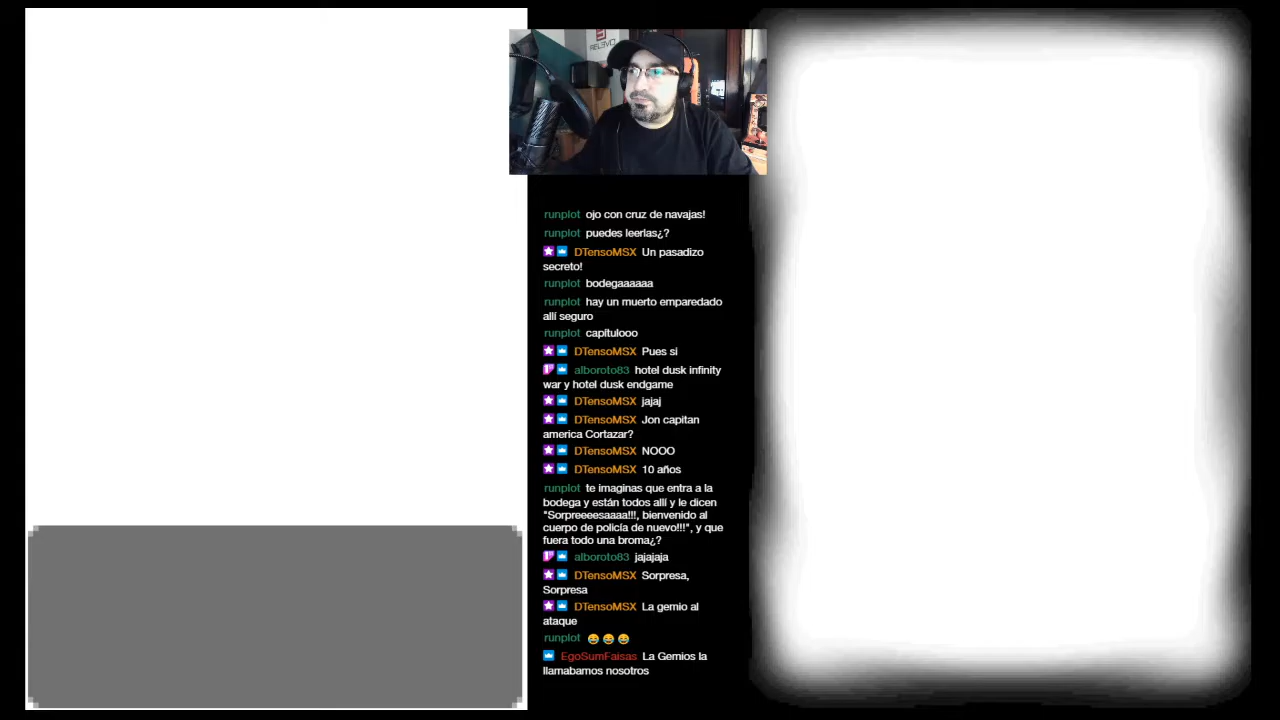 RELEVO
runplot ojo con cruz de navajas!
runplot puedes leerlas¿?
DTensoMSX Un pasadizo
secreto!
runplot bodegaaaaaa
runplot hay un muerto emparedado
allí seguro
runplot capítulooo
DTensoMSX Pues si
alboroto83 hotel dusk infinity
war y hotel dusk endgame
DTensoMSX jajaj
DTensoMSX Jon capitan
america Cortazar?
DTensoMSX NOOO
DTensoMSX 10 años
runplot te imaginas que entra a la
bodega y están todos allí y le dicen
"Sorpreeeesaaaa!!!, bienvenido al
cuerpo de policía de nuevo!!!", y que
fuera todo una broma¿?
alboroto83 jajajaja
DTensoMSX Sorpresa,
Sorpresa
DTensoMSX La gemio al
ataque
runplot 😂 😂 😂
EgoSumFaisas La Gemios la
llamabamos nosotros